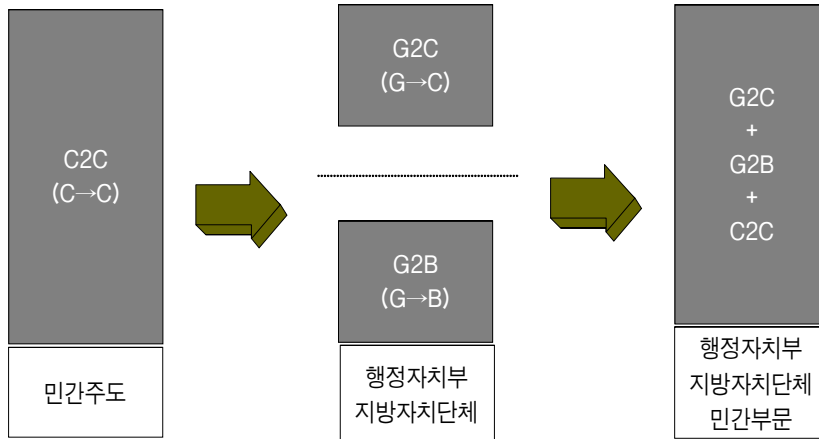 C2C
(C→C)
민간주도
G2C
(G→C)
G2B
(G→B)
행정자치부
지방자치단체
G2C
+
G2B
+
C2C
행정자치부
지방자치단체
민간부문